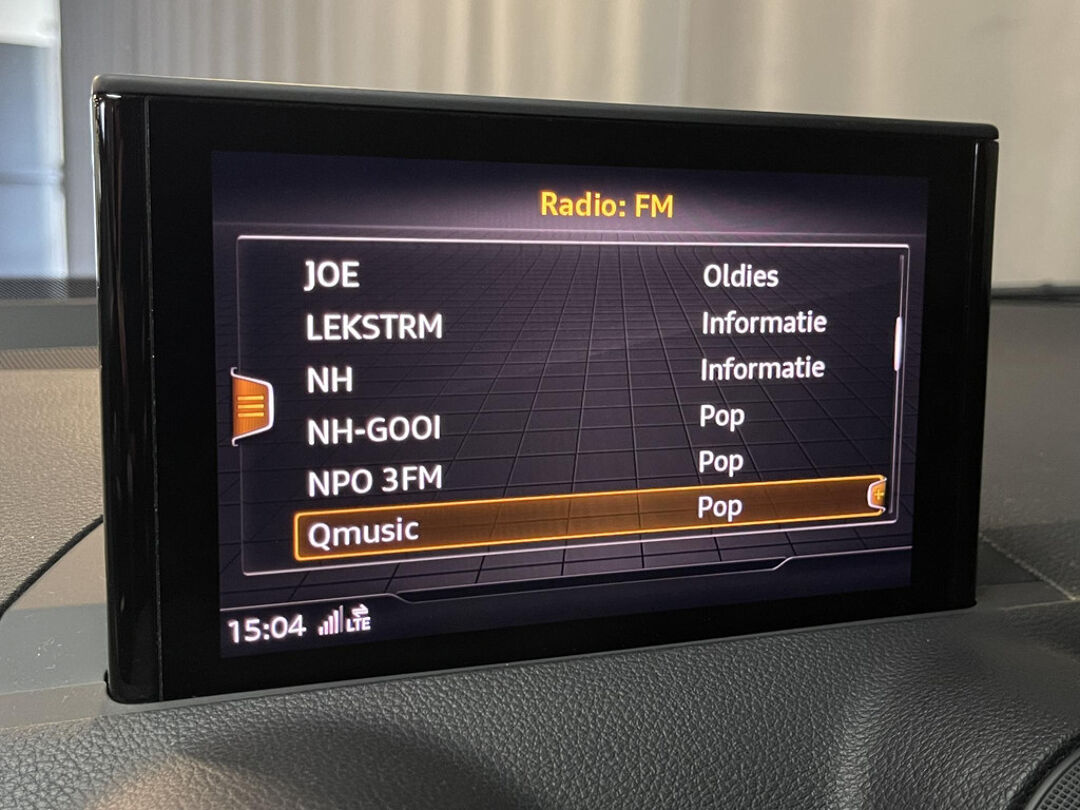 Radio: FM
JOE Oldies
LEKSTRM Informatie
NH Informatie
NH-GOOI Pop
NPO 3FM Pop
Qmusic Pop
15:04 LTE